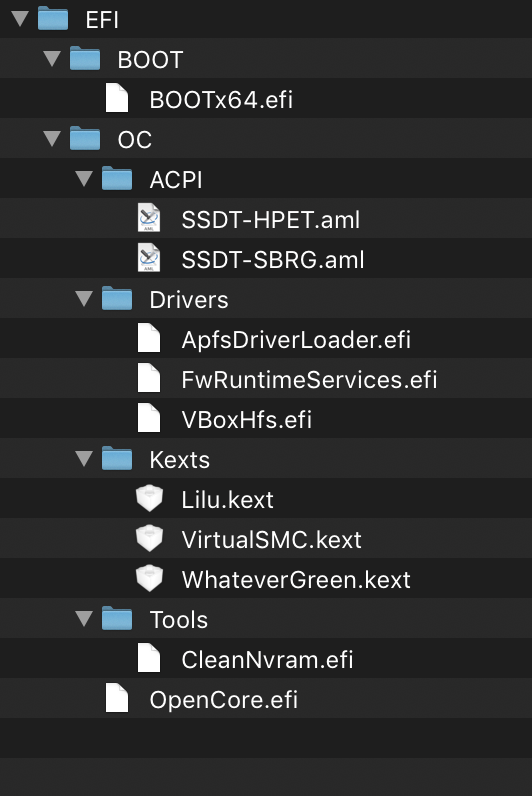 EFI
BOOT
BOOTx64.efi
OC
ACPI
SSDT-HPET.aml
SSDT-SBRG.aml
Drivers
ApfsDriverLoader.efi
FwRuntimeServices.efi
VBoxHfs.efi
Kexts
Lilu.kext
VirtualSMC.kext
WhateverGreen.kext
Tools
CleanNvram.efi
OpenCore.efi